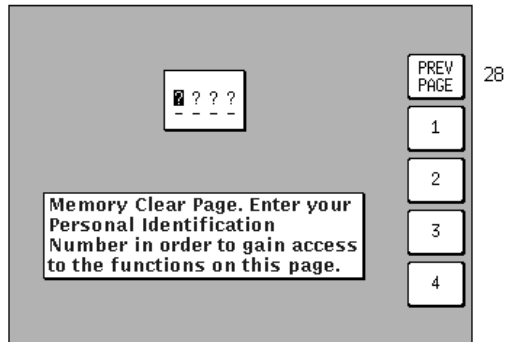 PREV
PAGE
28
? ? ? ?
1
2
Memory Clear Page. Enter your
Personal Identification
Number in order to gain access
to the functions on this page.
3
4